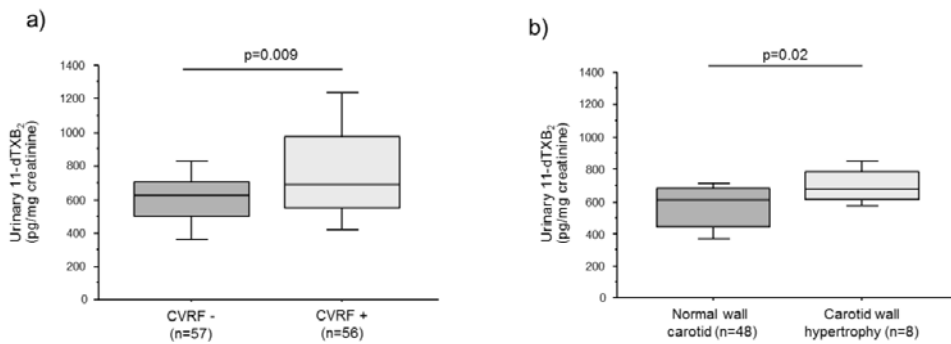 a)
p=0.009
Urinary 11-dTXB2
(pg/mg creatinine)
1400
1200
1000
800
600
400
200
0
CVRF -
(n=57)
CVRF +
(n=56)
b)
p=0.02
Urinary 11-dTXB2
(pg/mg creatinine)
1400
1200
1000
800
600
400
200
0
Normal wall
carotid (n=48)
Carotid wall
hypertrophy (n=8)